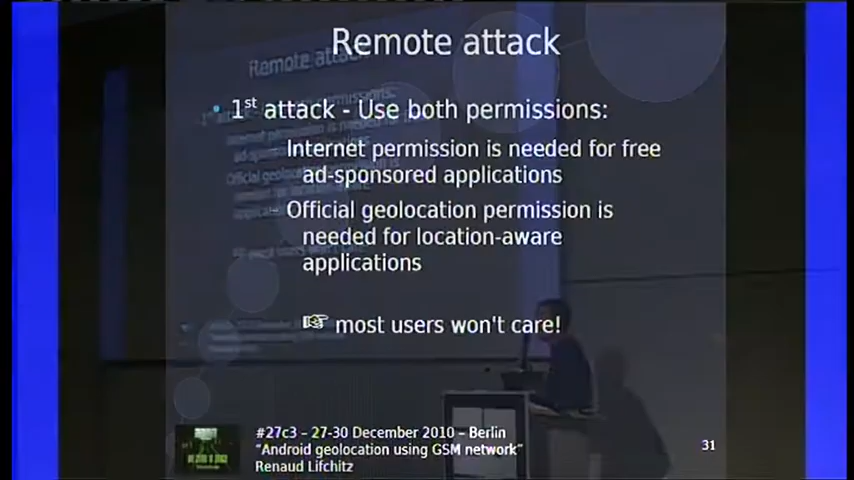 Remote attack
• 1st attack - Use both permissions:
– Internet permission is needed for free
ad-sponsored applications
– Official geolocation permission is
needed for location-aware
applications
☞ most users won't care!
#27c3 – 27-30 December 2010 – Berlin
"Android geolocation using GSM network"
Renaud Lifchitz
31